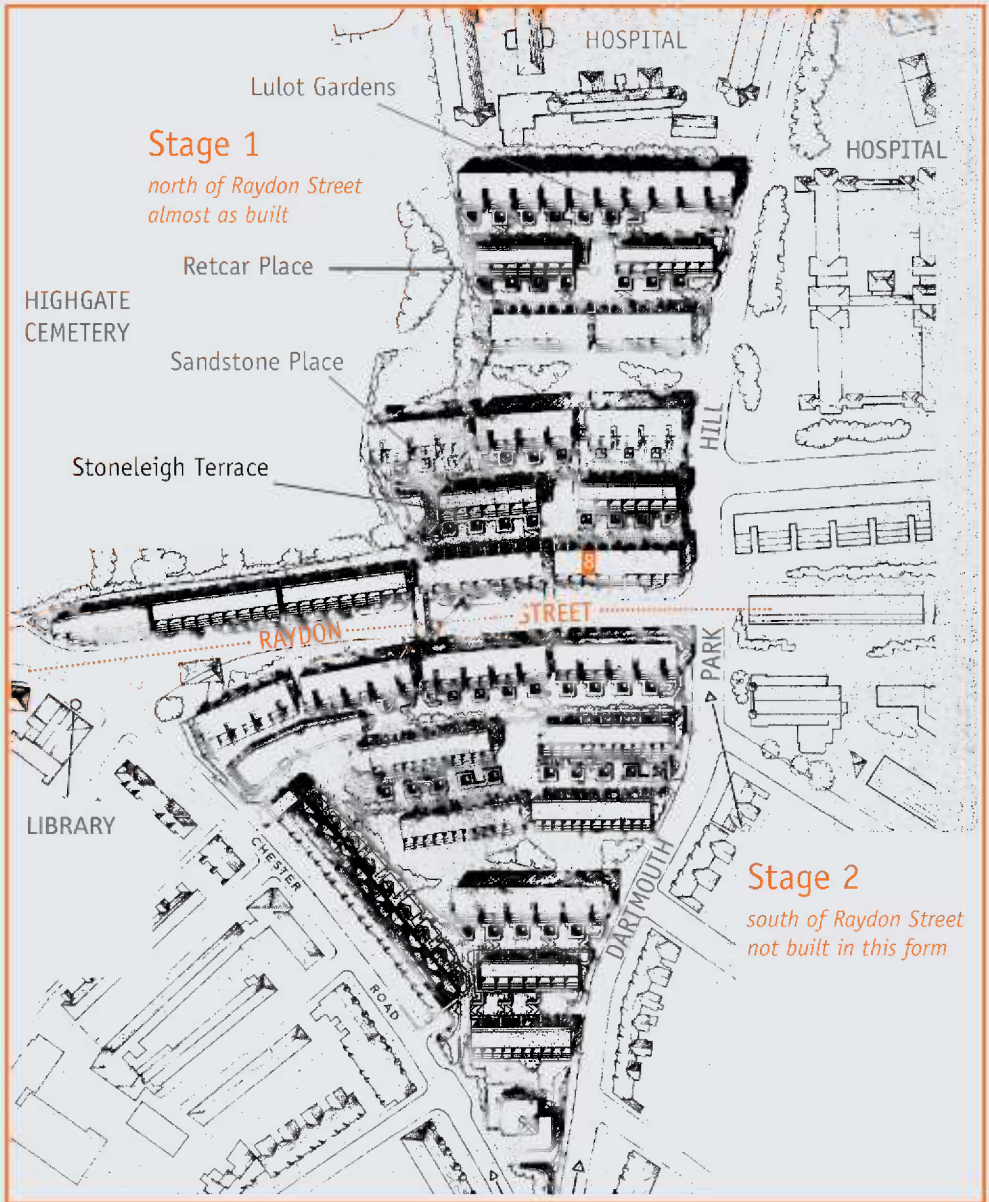 HOSPITAL
Lulot Gardens
Stage 1
north of Raydon Street
almost as built
HOSPITAL
Retcar Place
HIGHGATE
CEMETERY
Sandstone Place
HILL
Stoneleigh Terrace
8
RAYDON STREET
PARK
LIBRARY
CHESTER
ROAD
DARTMOUTH
Stage 2
south of Raydon Street
not built in this form